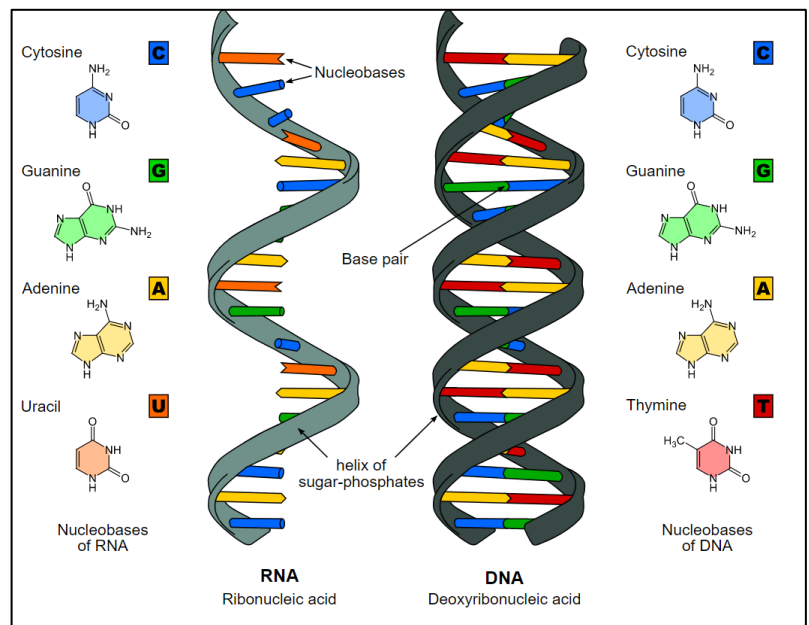 Cytosine C
NH₂
N
N
H
O
Guanine G
O
N
NH
N
H
N
NH₂
Adenine A
H₂N
N
N
N
H
N
Uracil U
O
NH
N
H
O
Nucleobases
of RNA
Nucleobases
Base pair
helix of
sugar-phosphates
RNA
Ribonucleic acid
DNA
Deoxyribonucleic acid
Cytosine C
NH₂
N
N
H
O
Guanine G
O
N
NH
N
H
N
NH₂
Adenine A
H₂N
N
N
N
H
N
Thymine T
O
H₃C
NH
N
H
O
Nucleobases
of DNA